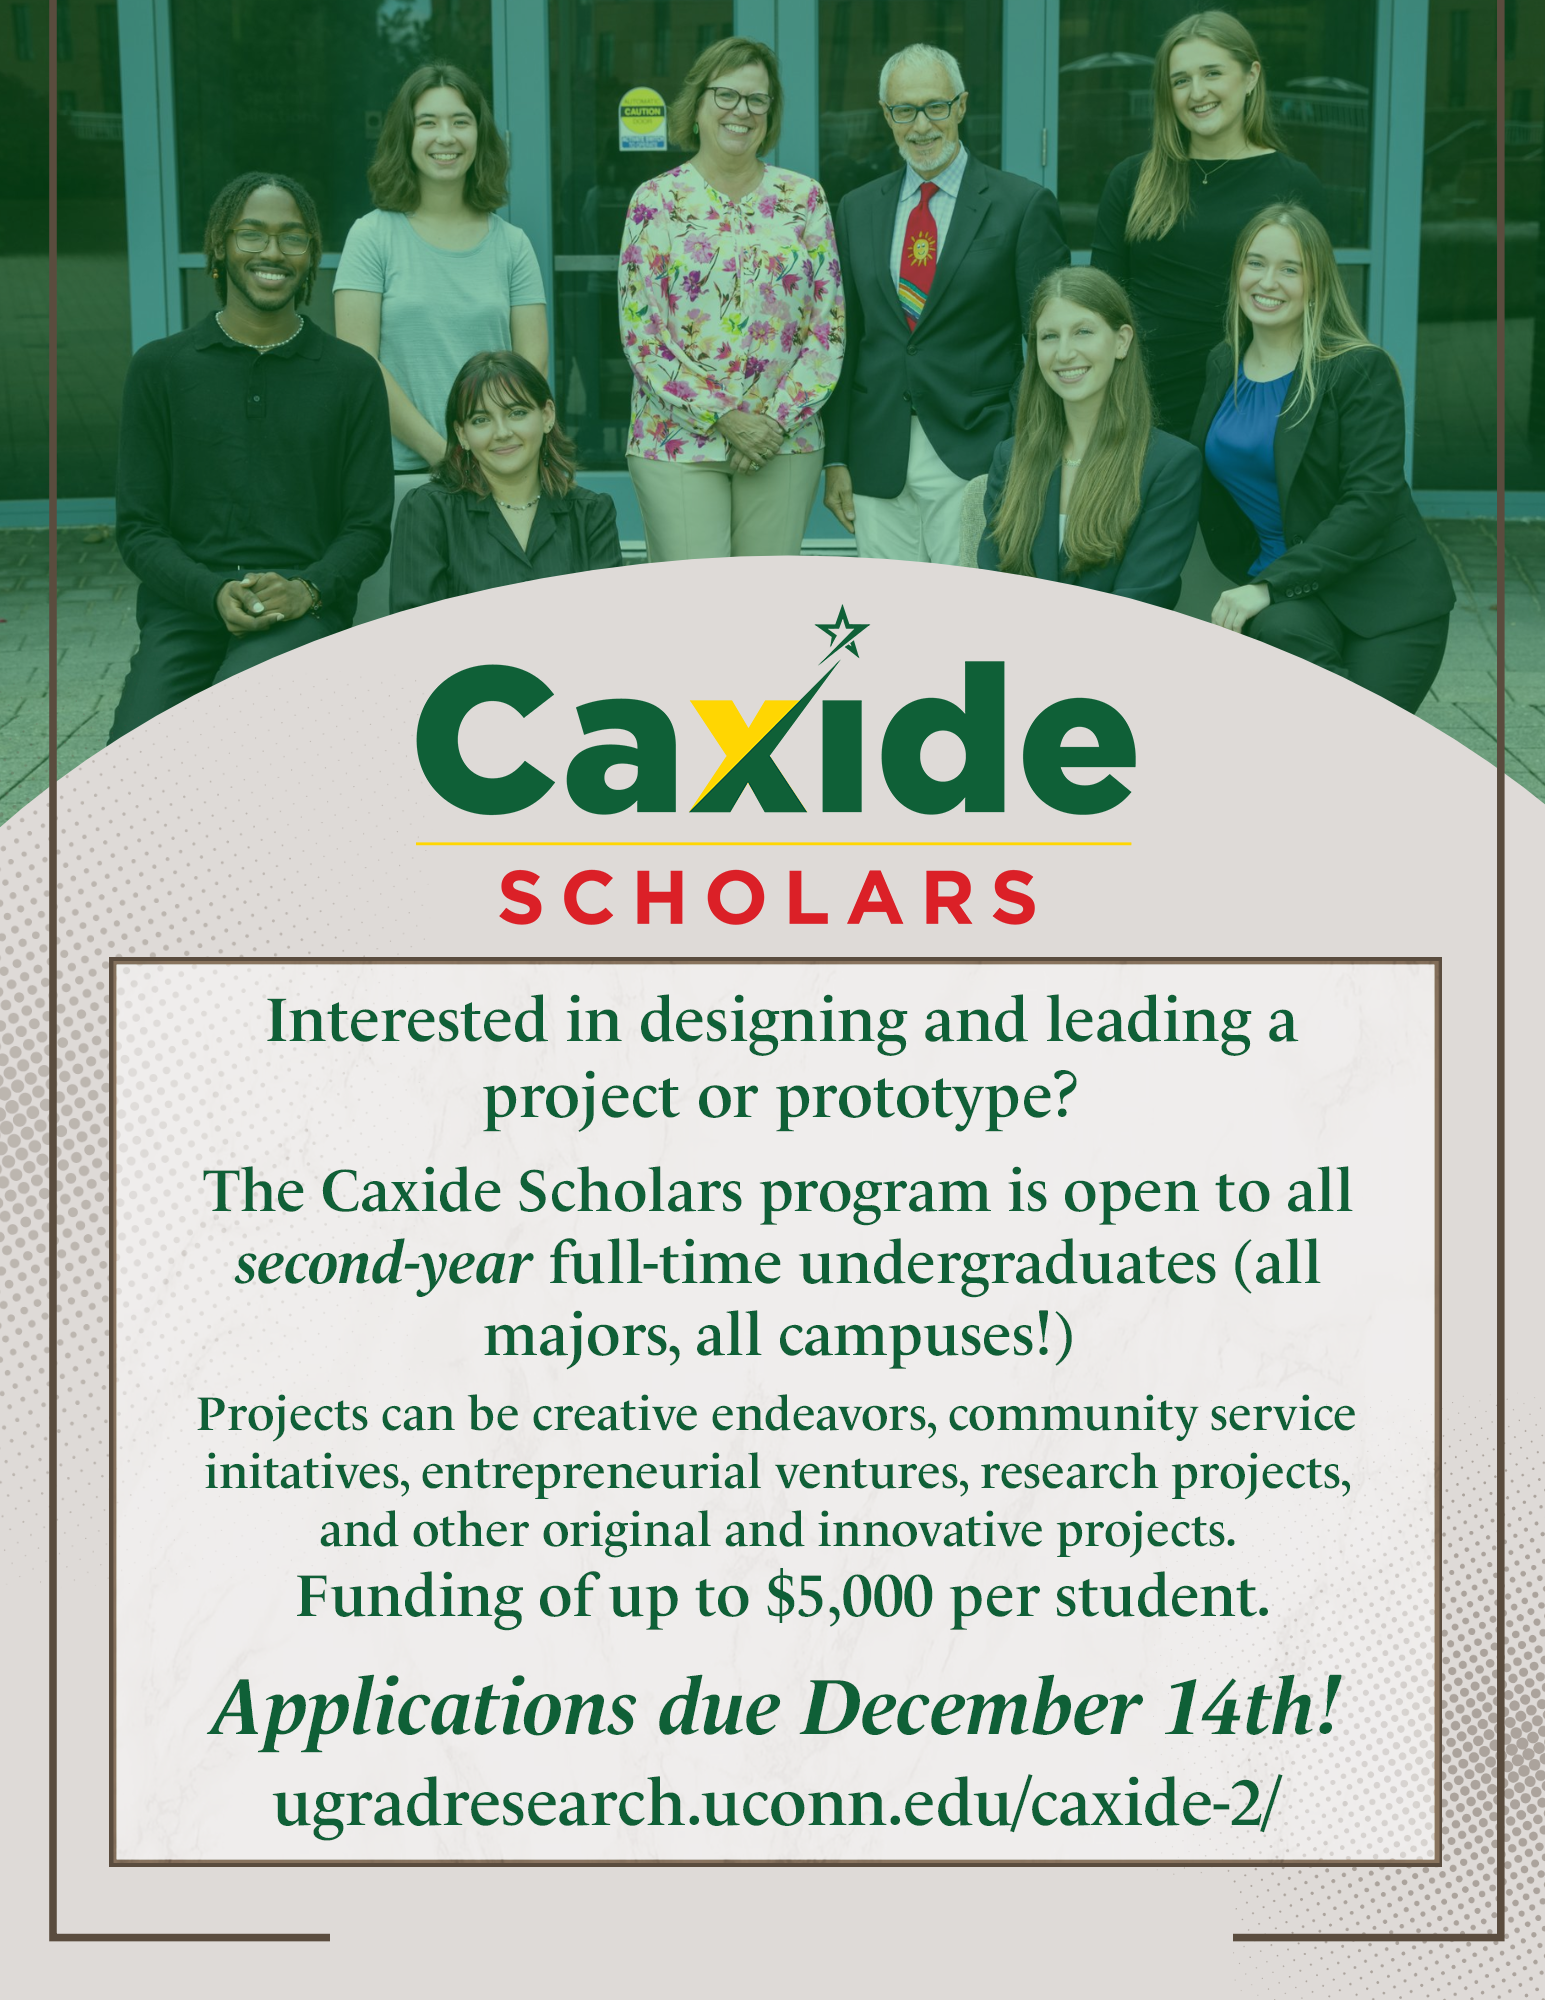 AUTOMATIC
CAUTION
DOOR
Caxide
SCHOLARS
Interested in designing and leading a
project or prototype?
The Caxide Scholars program is open to all
second-year full-time undergraduates (all
majors, all campuses!)
Projects can be creative endeavors, community service
initatives, entrepreneurial ventures, research projects,
and other original and innovative projects.
Funding of up to $5,000 per student.
Applications due December 14th!
ugradresearch.uconn.edu/caxide-2/